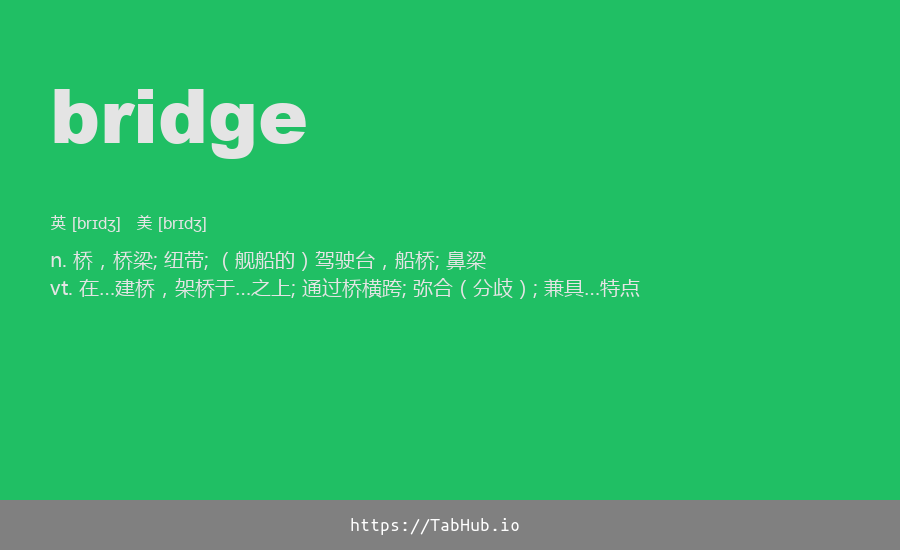 bridge
英 [brɪdʒ] 美 [brɪdʒ]
n. 桥，桥梁; 纽带; （舰船的）驾驶台，船桥; 鼻梁
vt. 在…建桥，架桥于…之上; 通过桥横跨; 弥合（分歧）; 兼具…特点
https://TabHub.io